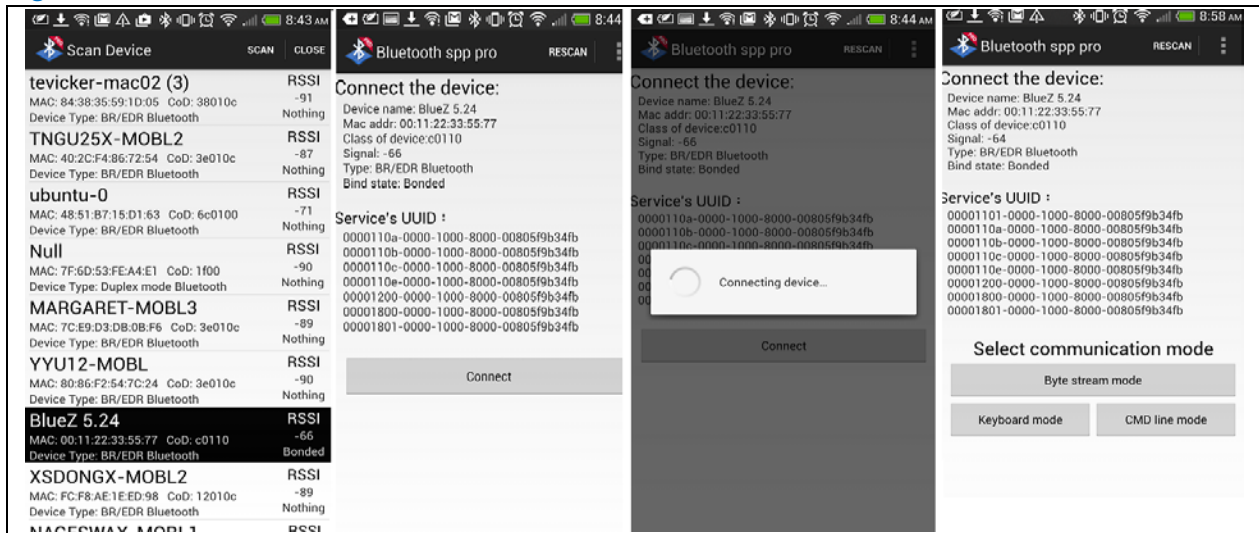 8:43 AM
Scan Device SCAN CLOSE
tevicker-mac02 (3) RSSI
MAC: 84:38:35:59:1D:05 CoD: 38010c -91
Device Type: BR/EDR Bluetooth Nothing
TNGU25X-MOBL2 RSSI
MAC: 40:2C:F4:86:72:54 CoD: 3e010c -87
Device Type: BR/EDR Bluetooth Nothing
ubuntu-0 RSSI
MAC: 48:51:B7:15:D1:63 CoD: 6c0100 -71
Device Type: BR/EDR Bluetooth Nothing
Null RSSI
MAC: 7F:6D:53:FE:A4:E1 CoD: 1f00 -90
Device Type: Duplex mode Bluetooth Nothing
MARGARET-MOBL3 RSSI
MAC: 7C:E9:D3:DB:0B:F6 CoD: 3e010c -89
Device Type: BR/EDR Bluetooth Nothing
YYU12-MOBL RSSI
MAC: 80:86:F2:54:7C:24 CoD: 3e010c -90
Device Type: BR/EDR Bluetooth Nothing
BlueZ 5.24 RSSI
MAC: 00:11:22:33:55:77 CoD: c0110 -66
Device Type: BR/EDR Bluetooth Bonded
XSDONGX-MOBL2 RSSI
MAC: FC:F8:AE:1E:ED:98 CoD: 12010c -89
Device Type: BR/EDR Bluetooth Nothing
NAGESWAX-MOBL1 RSSI
8:44
Bluetooth spp pro RESCAN
Connect the device:
Device name: BlueZ 5.24
Mac addr: 00:11:22:33:55:77
Class of device:c0110
Signal: -66
Type: BR/EDR Bluetooth
Bind state: Bonded
Service's UUID :
0000110a-0000-1000-8000-00805f9b34fb
0000110b-0000-1000-8000-00805f9b34fb
0000110c-0000-1000-8000-00805f9b34fb
0000110e-0000-1000-8000-00805f9b34fb
00001200-0000-1000-8000-00805f9b34fb
00001800-0000-1000-8000-00805f9b34fb
00001801-0000-1000-8000-00805f9b34fb
Connect
8:44 AM
Bluetooth spp pro RESCAN
Connect the device:
Device name: BlueZ 5.24
Mac addr: 00:11:22:33:55:77
Class of device:c0110
Signal: -66
Type: BR/EDR Bluetooth
Bind state: Bonded
Service's UUID :
0000110a-0000-1000-8000-00805f9b34fb
0000110b-0000-1000-8000-00805f9b34fb
0000110c-0000-1000-8000-00805f9b34fb
Connecting device...
Connect
8:58 AM
Bluetooth spp pro RESCAN
Connect the device:
Device name: BlueZ 5.24
Mac addr: 00:11:22:33:55:77
Class of device:c0110
Signal: -64
Type: BR/EDR Bluetooth
Bind state: Bonded
Service's UUID :
00001101-0000-1000-8000-00805f9b34fb
0000110a-0000-1000-8000-00805f9b34fb
0000110b-0000-1000-8000-00805f9b34fb
0000110c-0000-1000-8000-00805f9b34fb
0000110e-0000-1000-8000-00805f9b34fb
00001200-0000-1000-8000-00805f9b34fb
00001800-0000-1000-8000-00805f9b34fb
00001801-0000-1000-8000-00805f9b34fb
Select communication mode
Byte stream mode
Keyboard mode CMD line mode